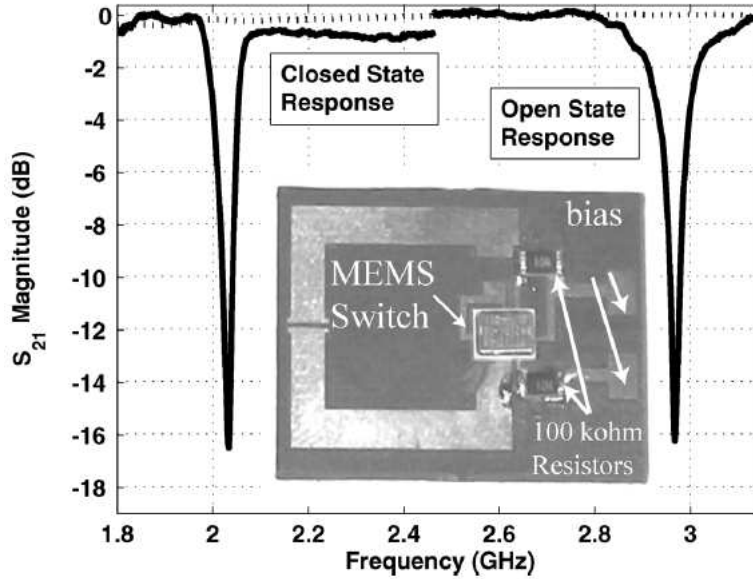 0
-2
-4
-6
-8
-10
-12
-14
-16
-18
S21 Magnitude (dB)
Closed State
Response
Open State
Response
bias
MEMS
Switch
100 kohm
Resistors
1.8
2
2.2
2.4
2.6
2.8
3
Frequency (GHz)